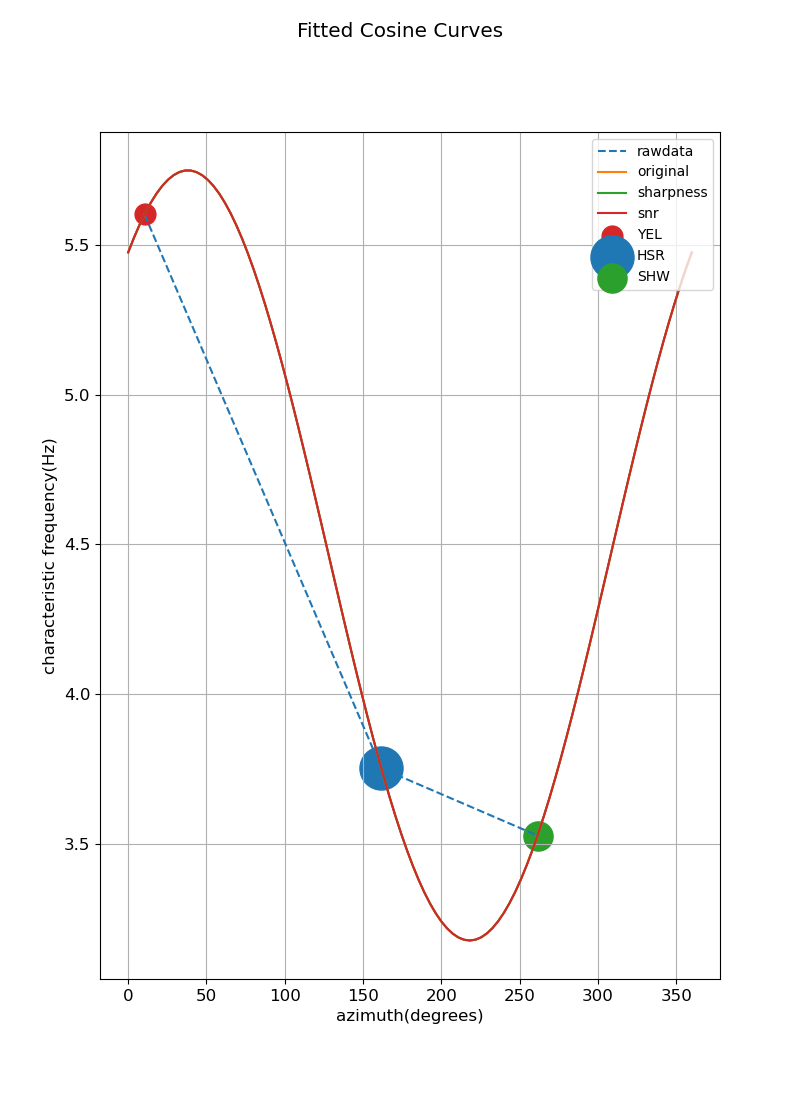 Fitted Cosine Curves
rawdata
original
sharpness
snr
YEL
HSR
SHW
characteristic frequency(Hz)
5.5
5.0
4.5
4.0
3.5
0 50 100 150 200 250 300 350
azimuth(degrees)